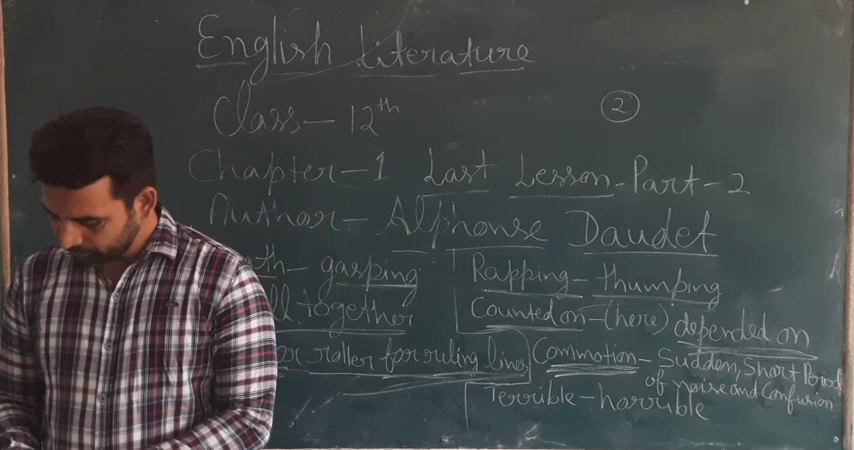 English Literature
Class - 12th
2
Chapter - 1 Last Lesson - Part - 2
Author :- Alphonse Daudet
gasping
Rapping - thumping
together
Counted on - (here) depended on
roller for ruling lines
Commotion - Sudden, Short Period
of noise and Confusion
Terrible - horrible